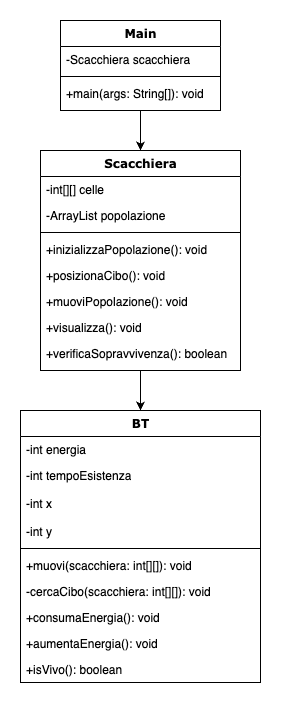 Main
-Scacchiera scacchiera
+main(args: String[]): void
Scacchiera
-int[][] celle
-ArrayList popolazione
+inizializzaPopolazione(): void
+posizionaCibo(): void
+muoviPopolazione(): void
+visualizza(): void
+verificaSopravvivenza(): boolean
BT
-int energia
-int tempoEsistenza
-int x
-int y
+muovi(scacchiera: int[][]): void
-cercaCibo(scacchiera: int[][]): void
+consumaEnergia(): void
+aumentaEnergia(): void
+isVivo(): boolean